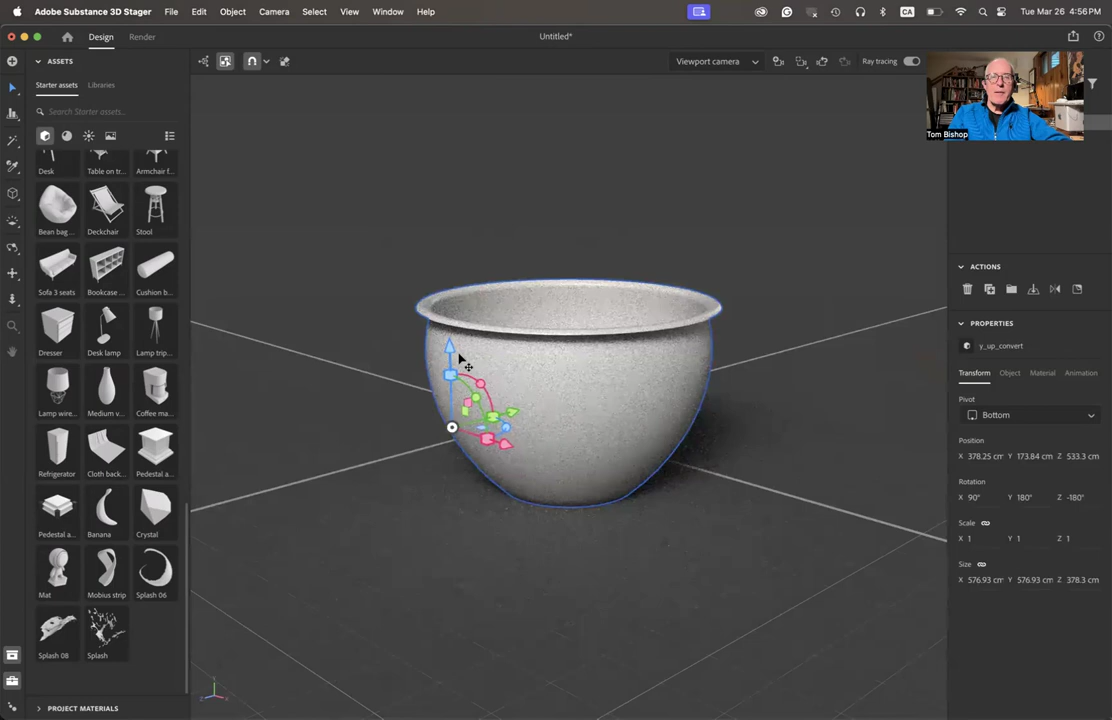 Adobe Substance 3D Stager File Edit Object Camera Select View Window Help CA Tue Mar 26 4:56 PM
Design Render Untitled*
ASSETS
Viewport camera Ray tracing
Starter assets Libraries
Search Starter assets...
Tom Bishop
Desk Table on tr... Armchair f...
Bean bag ... Deckchair Stool
Sofa 3 seats Bookcase ... Cushion b...
Dresser Desk lamp Lamp trip...
Lamp wire... Medium v... Coffee ma...
Refrigerator Cloth back... Pedestal a...
Pedestal a... Banana Crystal
Mat Mobius strip Splash 06
Splash 08 Splash
PROJECT MATERIALS
ACTIONS
PROPERTIES
y_up_convert
Transform Object Material Animation
Pivot
Bottom
Position
X 378.25 cm Y 173.84 cm Z 533.3 cm
Rotation
X 90° Y 180° Z -180°
Scale
X 1 Y 1 Z 1
Size
X 576.93 cm Y 576.93 cm Z 378.3 cm